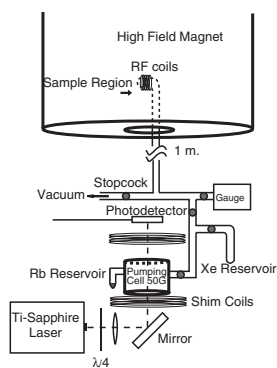 High Field Magnet
RF coils
Sample Region
1 m.
Stopcock
Vacuum
Gauge
Photodetector
Xe Reservoir
Rb Reservoir
Pumping
Cell 50G
Shim Coils
Ti-Sapphire
Laser
Mirror
λ/4